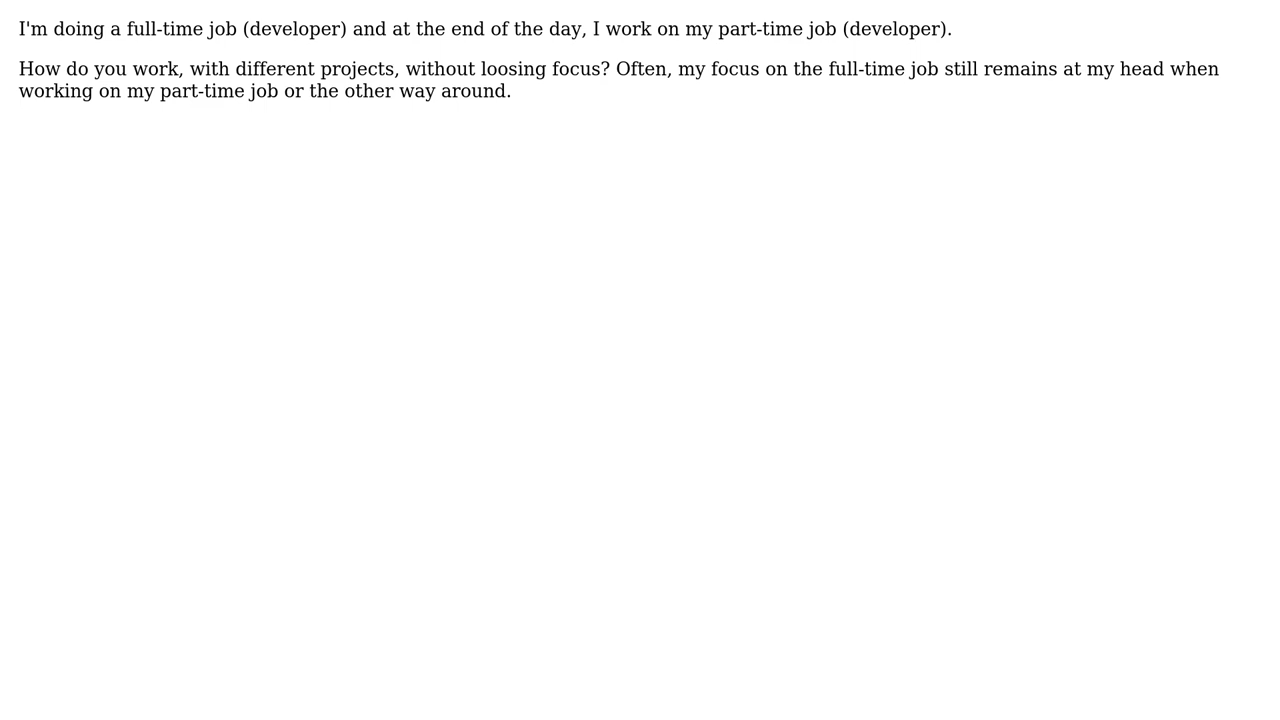 I'm doing a full-time job (developer) and at the end of the day, I work on my part-time job (developer).
How do you work, with different projects, without loosing focus? Often, my focus on the full-time job still remains at my head when
working on my part-time job or the other way around.